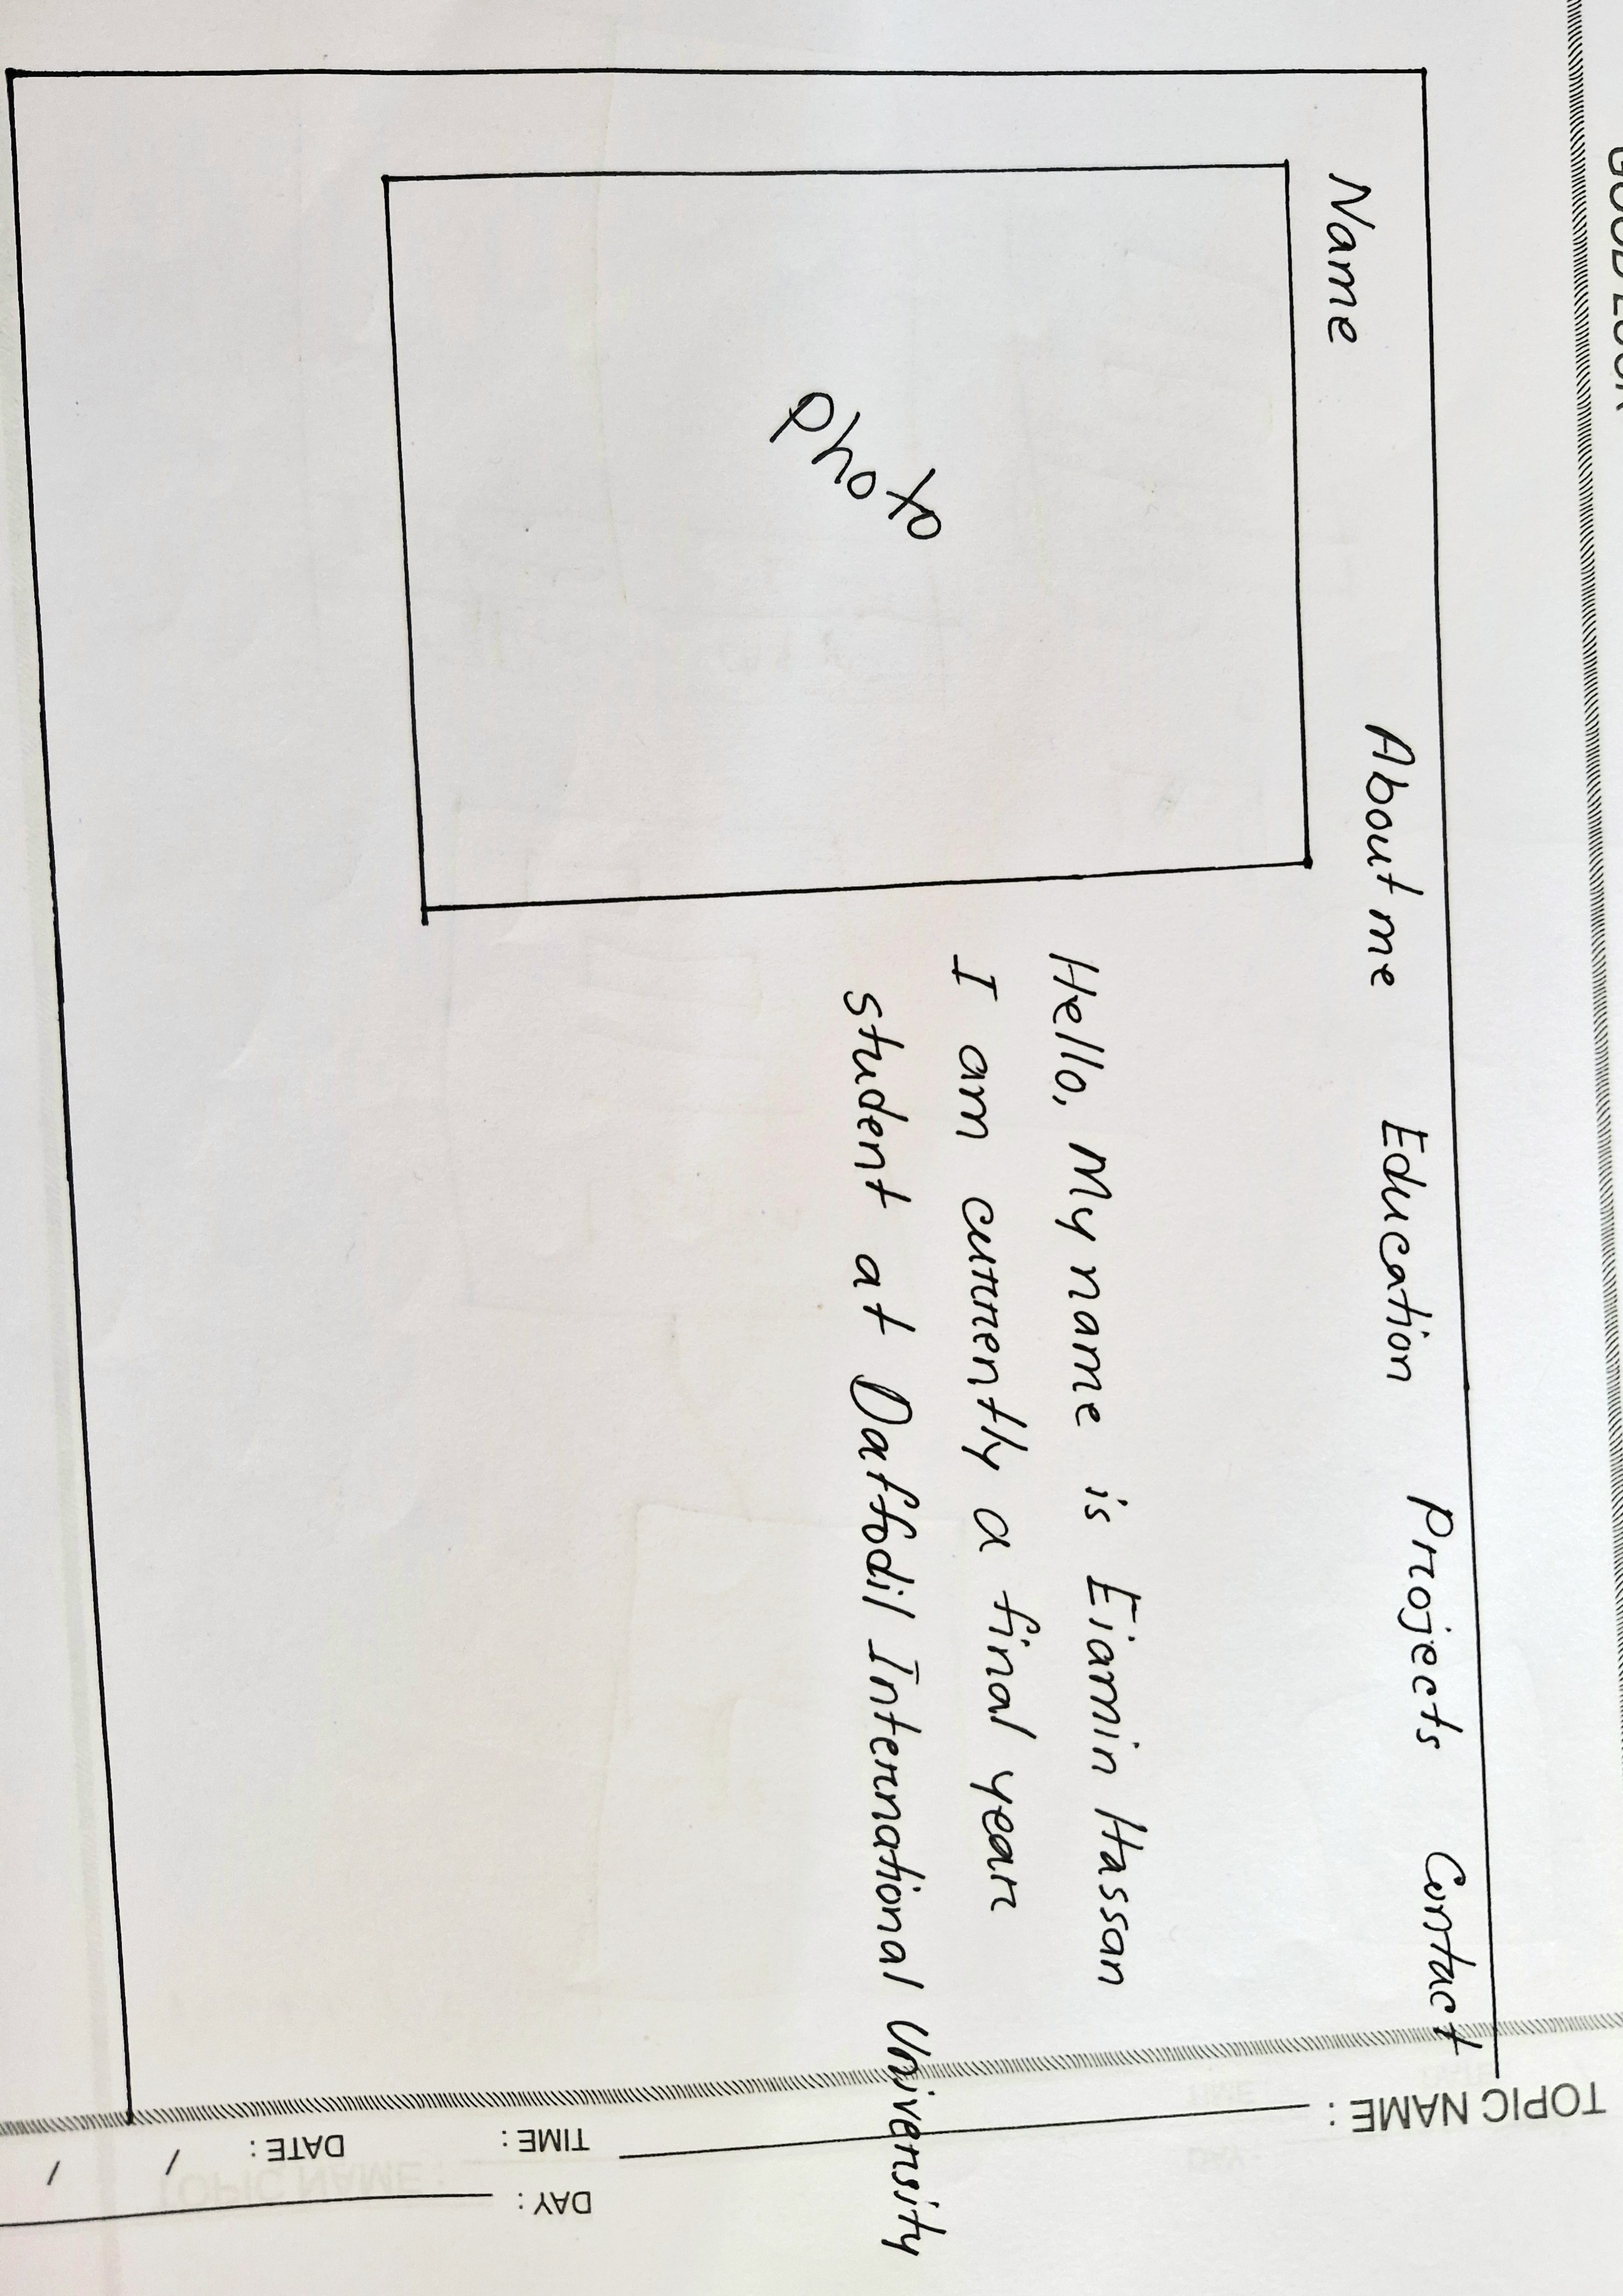 GOOD LUCK
Name About me Education Projects Contact
Photo
Hello, My name is Eiamin Hassan
I am currently a final year
student at Daffodil International University
TOPIC NAME :
DAY :
TIME :
DATE : / /